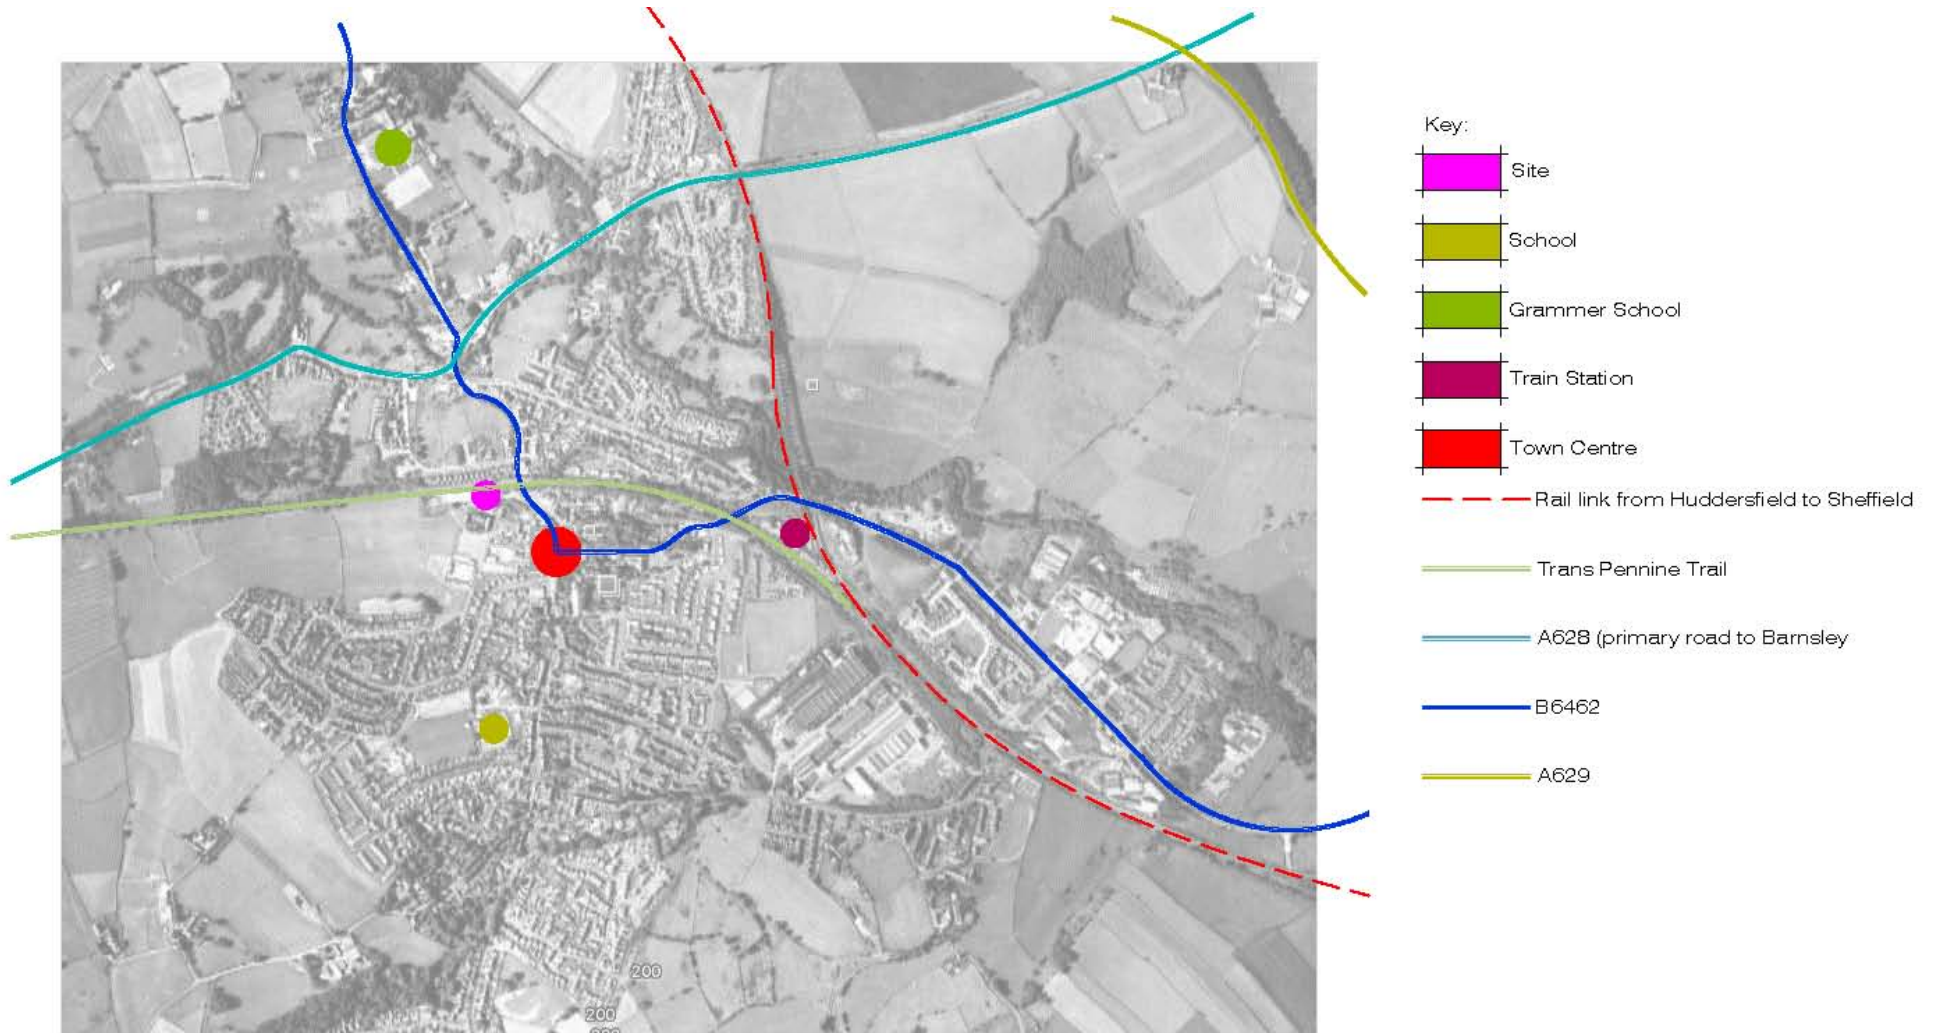 Key:
Site
School
Grammer School
Train Station
Town Centre
Rail link from Huddersfield to Sheffield
Trans Pennine Trail
A628 (primary road to Barnsley
B6462
A629
200
200